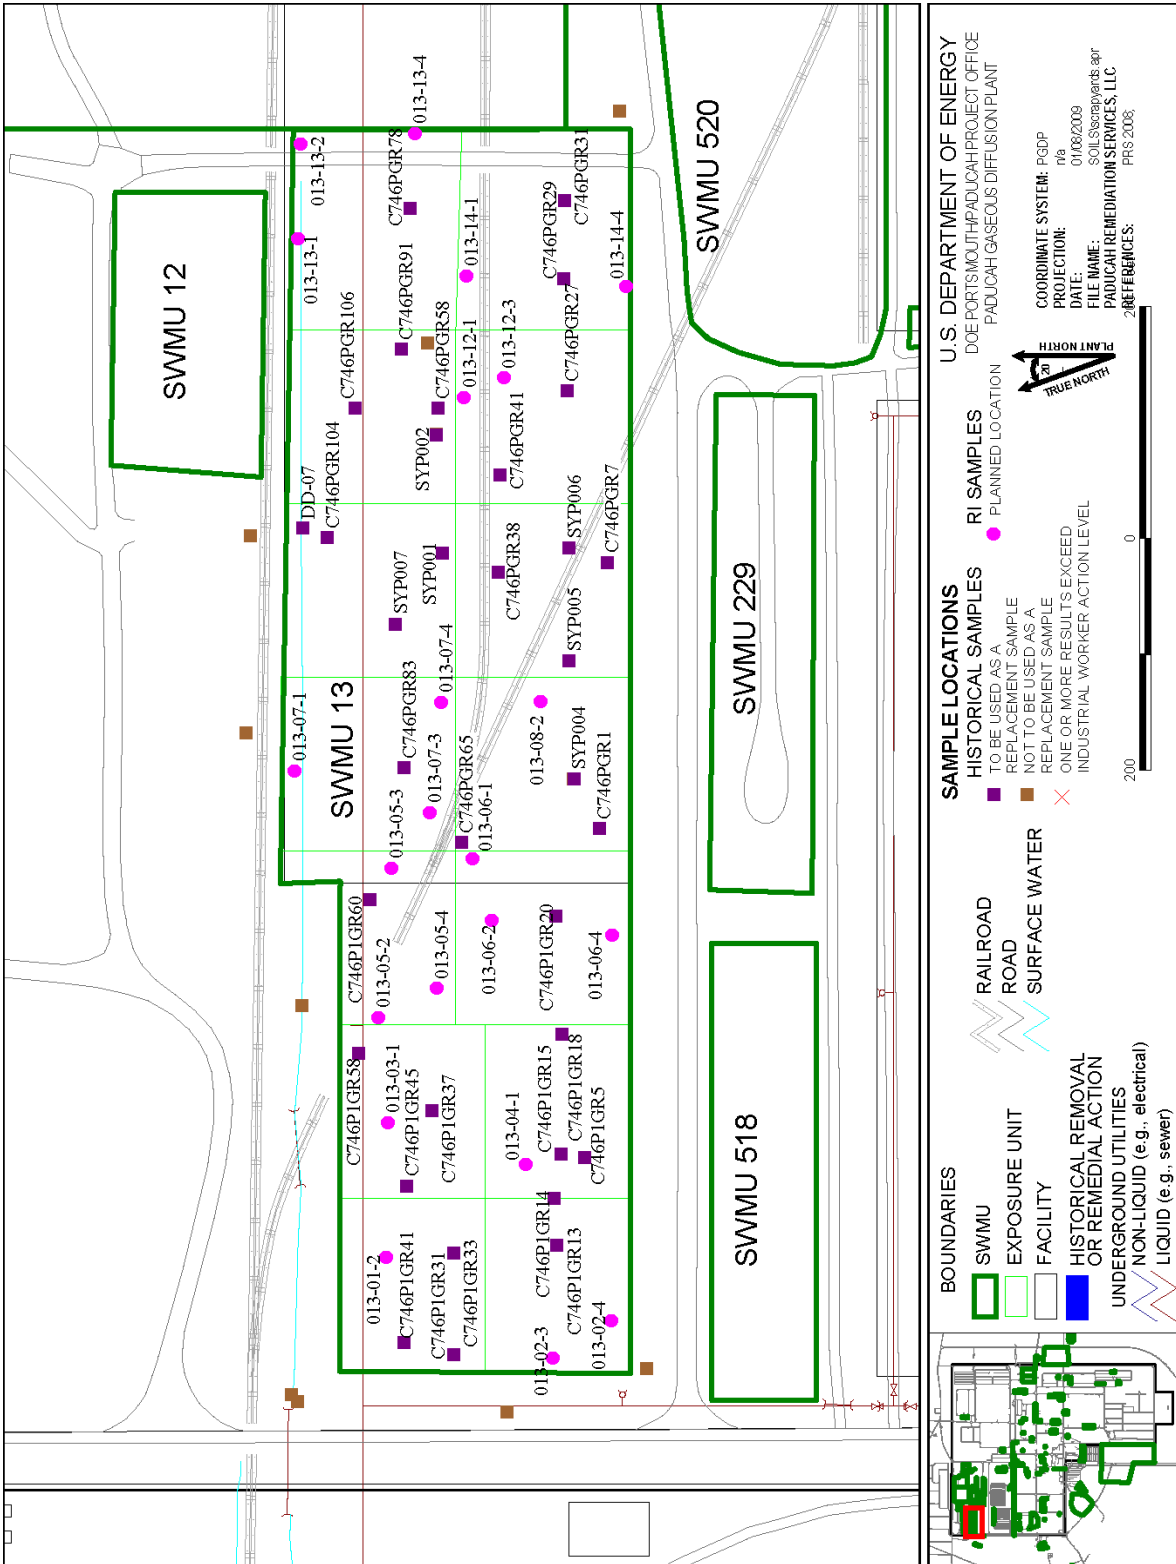 SWMU 12
SWMU 13
SWMU 520
SWMU 229
SWMU 518
013-13-4
013-13-2
C746PGR78
C746PGR31
013-13-1
013-14-1
C746PGR29
013-14-4
C746PGR91
C746PGR106
C746PGR58
013-12-1
013-12-3
C746PGR27
C746PGR104
DD-07
SYP002
C746PGR41
SYP007
SYP001
C746PGR38
SYP006
C746PGR7
SYP005
013-07-1
C746PGR83
013-07-4
013-07-3
013-08-2
SYP004
C746PGR1
C746PGR65
013-05-3
013-06-1
C746P1GR60
013-05-2
013-05-4
013-06-2
C746P1GR20
013-06-4
C746P1GR58
013-03-1
C746P1GR45
C746P1GR37
013-04-1
C746P1GR15
C746P1GR18
C746P1GR5
013-01-2
C746P1GR41
C746P1GR31
C746P1GR33
C746P1GR14
C746P1GR13
013-02-3
013-02-4
BOUNDARIES
SWMU
EXPOSURE UNIT
FACILITY
HISTORICAL REMOVAL
OR REMEDIAL ACTION
UNDERGROUND UTILITIES
NON-LIQUID (e.g., electrical)
LIQUID (e.g., sewer)
RAILROAD
ROAD
SURFACE WATER
SAMPLE LOCATIONS
HISTORICAL SAMPLES
TO BE USED AS A
REPLACEMENT SAMPLE
NOT TO BE USED AS A
REPLACEMENT SAMPLE
ONE OR MORE RESULTS EXCEED
INDUSTRIAL WORKER ACTION LEVEL
RI SAMPLES
PLANNED LOCATION
200
0
U.S. DEPARTMENT OF ENERGY
DOE PORTSMOUTH/PADUCAH PROJECT OFFICE
PADUCAH GASEOUS DIFFUSION PLANT
20
TRUE NORTH
PLANT NORTH
COORDINATE SYSTEM: PGDP
PROJECTION: n/a
DATE: 01/08/2009
FILE NAME: SOILS\scrapyards.apr
PADUCAH REMEDIATION SERVICES, LLC
REFERENCES: PRS 2008;